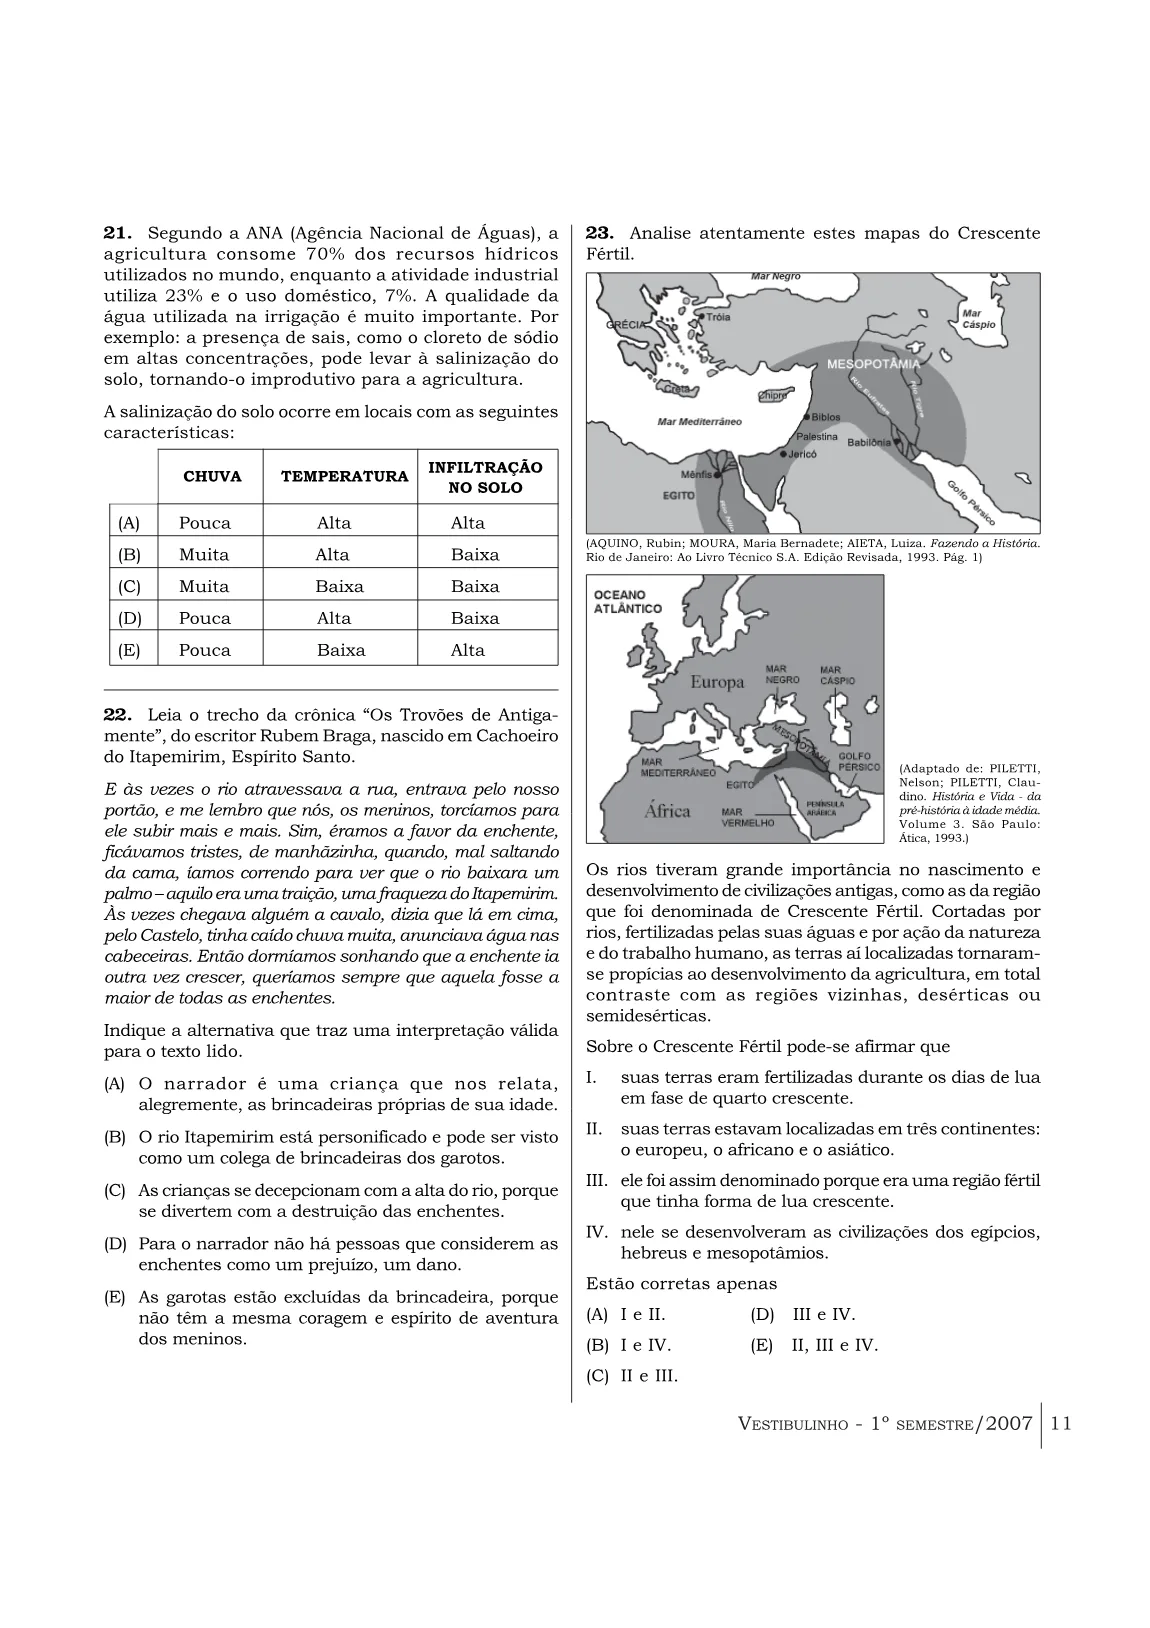 21. Segundo a ANA (Agência Nacional de Águas), a
agricultura consome 70% dos recursos hídricos
utilizados no mundo, enquanto a atividade industrial
utiliza 23% e o uso doméstico, 7%. A qualidade da
água utilizada na irrigação é muito importante. Por
exemplo: a presença de sais, como o cloreto de sódio
em altas concentrações, pode levar à salinização do
solo, tornando-o improdutivo para a agricultura.
A salinização do solo ocorre em locais com as seguintes
características:
CHUVA TEMPERATURA INFILTRAÇÃO
NO SOLO
(A) Pouca Alta Alta
(B) Muita Alta Baixa
(C) Muita Baixa Baixa
(D) Pouca Alta Baixa
(E) Pouca Baixa Alta
22. Leia o trecho da crônica “Os Trovões de Antiga-
mente”, do escritor Rubem Braga, nascido em Cachoeiro
do Itapemirim, Espírito Santo.
E às vezes o rio atravessava a rua, entrava pelo nosso
portão, e me lembro que nós, os meninos, torcíamos para
ele subir mais e mais. Sim, éramos a favor da enchente,
ficávamos tristes, de manhãzinha, quando, mal saltando
da cama, íamos correndo para ver que o rio baixara um
palmo – aquilo era uma traição, uma fraqueza do Itapemirim.
Às vezes chegava alguém a cavalo, dizia que lá em cima,
pelo Castelo, tinha caído chuva muita, anunciava água nas
cabeceiras. Então dormíamos sonhando que a enchente ia
outra vez crescer, queríamos sempre que aquela fosse a
maior de todas as enchentes.
Indique a alternativa que traz uma interpretação válida
para o texto lido.
(A) O narrador é uma criança que nos relata,
alegremente, as brincadeiras próprias de sua idade.
(B) O rio Itapemirim está personificado e pode ser visto
como um colega de brincadeiras dos garotos.
(C) As crianças se decepcionam com a alta do rio, porque
se divertem com a destruição das enchentes.
(D) Para o narrador não há pessoas que considerem as
enchentes como um prejuízo, um dano.
(E) As garotas estão excluídas da brincadeira, porque
não têm a mesma coragem e espírito de aventura
dos meninos.
23. Analise atentamente estes mapas do Crescente
Fértil.
Mar Negro
Mar
Cáspio
Tróia
GRÉCIA
MESOPOTÂMIA
Creta
Chipre
Rio Eufrates
Rio Tigre
Mar Mediterrâneo
Biblos
Palestina
Babilônia
Jericó
Mênfis
EGITO
Rio Nilo
Golfo Pérsico
(AQUINO, Rubin; MOURA, Maria Bernadete; AIETA, Luiza. Fazendo a História.
Rio de Janeiro: Ao Livro Técnico S.A. Edição Revisada, 1993. Pág. 1)
OCEANO
ATLÂNTICO
Europa
MAR
NEGRO
MAR
CÁSPIO
MESOPOTÂMIA
MAR
MEDITERRÂNEO
GOLFO
PÉRSICO
EGITO
África
MAR
VERMELHO
PENÍNSULA
ARÁBICA
(Adaptado de: PILETTI,
Nelson; PILETTI, Clau-
dino. História e Vida - da
pré-história à idade média.
Volume 3. São Paulo:
Ática, 1993.)
Os rios tiveram grande importância no nascimento e
desenvolvimento de civilizações antigas, como as da região
que foi denominada de Crescente Fértil. Cortadas por
rios, fertilizadas pelas suas águas e por ação da natureza
e do trabalho humano, as terras aí localizadas tornaram-
se propícias ao desenvolvimento da agricultura, em total
contraste com as regiões vizinhas, desérticas ou
semidesérticas.
Sobre o Crescente Fértil pode-se afirmar que
I. suas terras eram fertilizadas durante os dias de lua
em fase de quarto crescente.
II. suas terras estavam localizadas em três continentes:
o europeu, o africano e o asiático.
III. ele foi assim denominado porque era uma região fértil
que tinha forma de lua crescente.
IV. nele se desenvolveram as civilizações dos egípcios,
hebreus e mesopotâmios.
Estão corretas apenas
(A) I e II. (D) III e IV.
(B) I e IV. (E) II, III e IV.
(C) II e III.
VESTIBULINHO - 1º SEMESTRE/2007 11